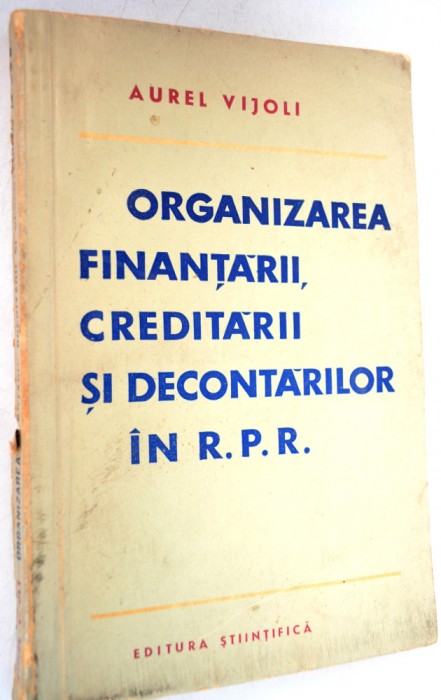 AUREL VIJOLI
ORGANIZAREA
FINANȚĂRII,
CREDITĂRII
ȘI DECONTĂRILOR
ÎN R.P.R.
EDITURA ȘTIINȚIFICĂ
ORGANIZAREA